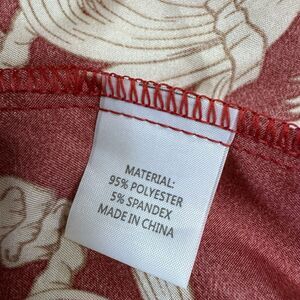 MATERIAL:
95% POLYESTER
5% SPANDEX
MADE IN CHINA